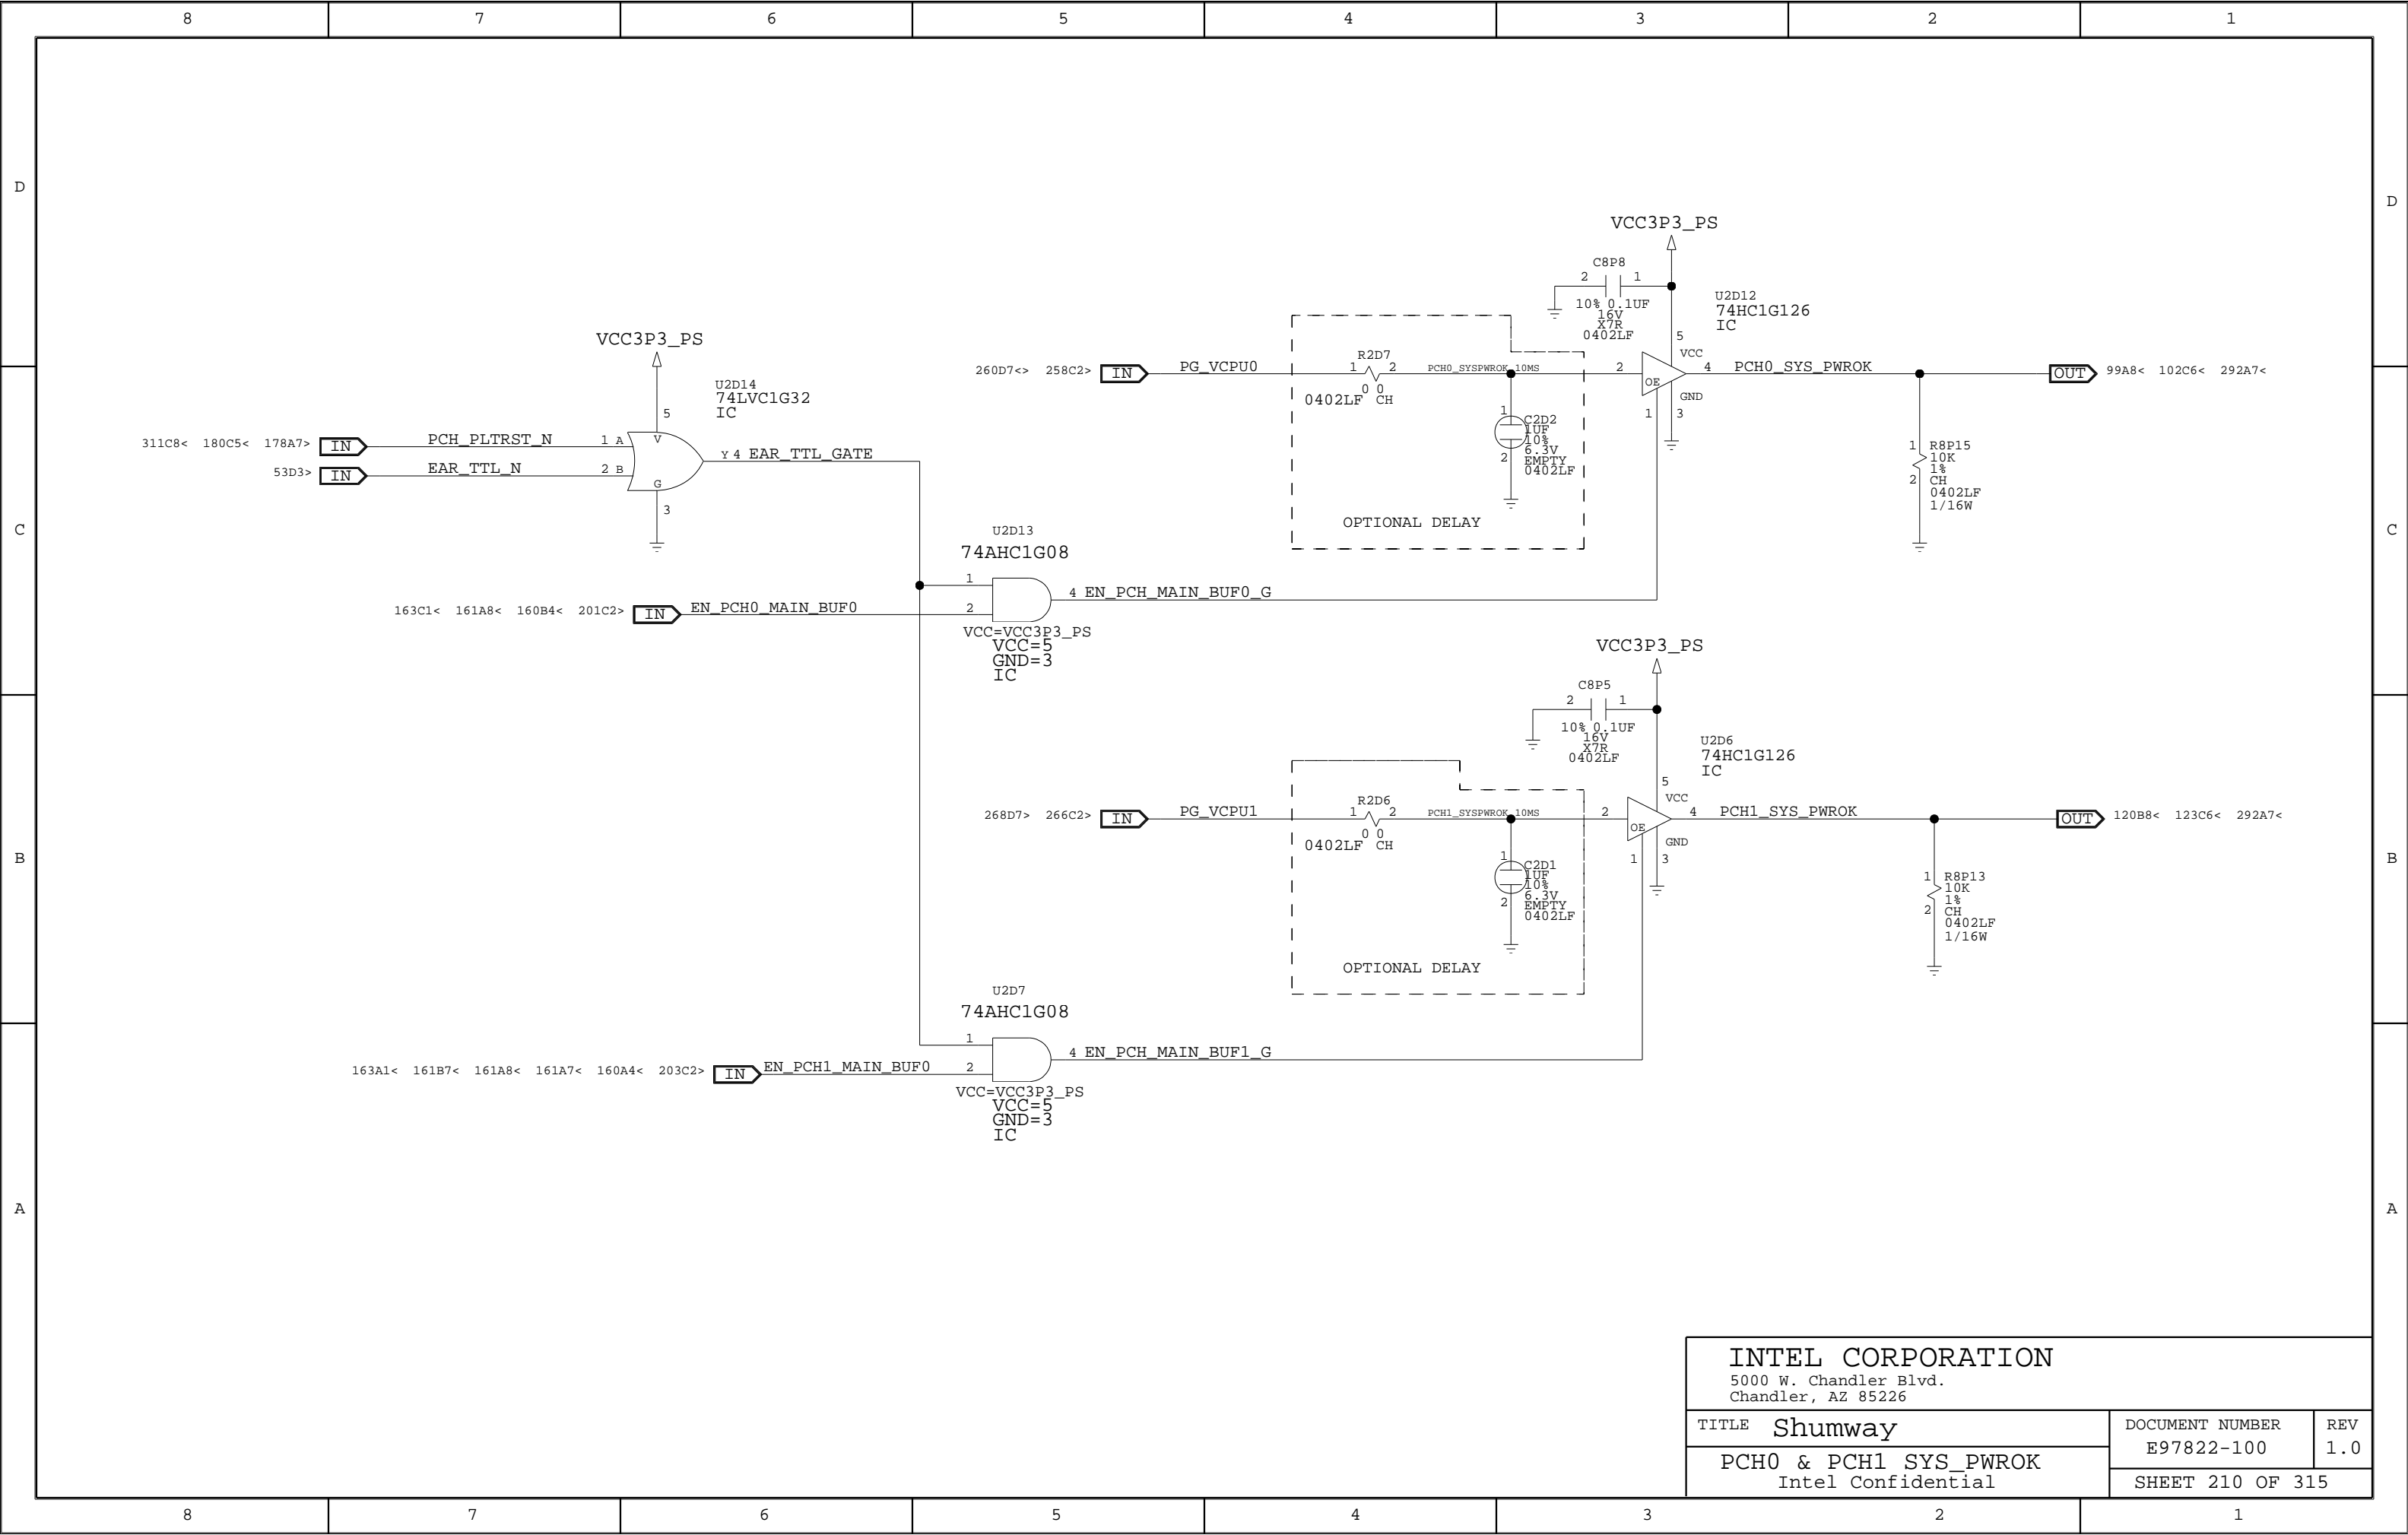 8 7 6 5 4 3 2 1
D
D
VCC3P3_PS
C8P8
2 1
10% 0.1UF
16V
X7R
0402LF
U2D12
74HC1G126
IC
5
VCC
VCC3P3_PS
U2D14
74LVC1G32
IC
5
V
260D7<> 258C2> IN PG_VCPU0
R2D7
1 2
0 0
0402LF CH
PCH0_SYSPWROK_10MS
2
OE
4 PCH0_SYS_PWROK
OUT 99A8< 102C6< 292A7<
GND
1 3
1
C2D2
1UF
10%
6.3V
2
EMPTY
0402LF
OPTIONAL DELAY
311C8< 180C5< 178A7> IN PCH_PLTRST_N 1 A
53D3> IN EAR_TTL_N 2 B
Y 4 EAR_TTL_GATE
G
3
1 R8P15
10K
1%
2 CH
0402LF
1/16W
C
C
U2D13
74AHC1G08
1
163C1< 161A8< 160B4< 201C2> IN EN_PCH0_MAIN_BUF0 2
4 EN_PCH_MAIN_BUF0_G
VCC=VCC3P3_PS
VCC=5
GND=3
IC
VCC3P3_PS
C8P5
2 1
10% 0.1UF
16V
X7R
0402LF
U2D6
74HC1G126
IC
5
VCC
268D7> 266C2> IN PG_VCPU1
R2D6
1 2
0 0
0402LF CH
PCH1_SYSPWROK_10MS
2
OE
4 PCH1_SYS_PWROK
OUT 120B8< 123C6< 292A7<
GND
1 3
1
C2D1
1UF
10%
6.3V
2
EMPTY
0402LF
OPTIONAL DELAY
1 R8P13
10K
1%
2 CH
0402LF
1/16W
B
B
U2D7
74AHC1G08
1
163A1< 161B7< 161A8< 161A7< 160A4< 203C2> IN EN_PCH1_MAIN_BUF0 2
4 EN_PCH_MAIN_BUF1_G
VCC=VCC3P3_PS
VCC=5
GND=3
IC
A
A
INTEL CORPORATION
5000 W. Chandler Blvd.
Chandler, AZ 85226
TITLE Shumway
DOCUMENT NUMBER
E97822-100
REV
1.0
PCH0 & PCH1 SYS_PWROK
Intel Confidential
SHEET 210 OF 315
8 7 6 5 4 3 2 1